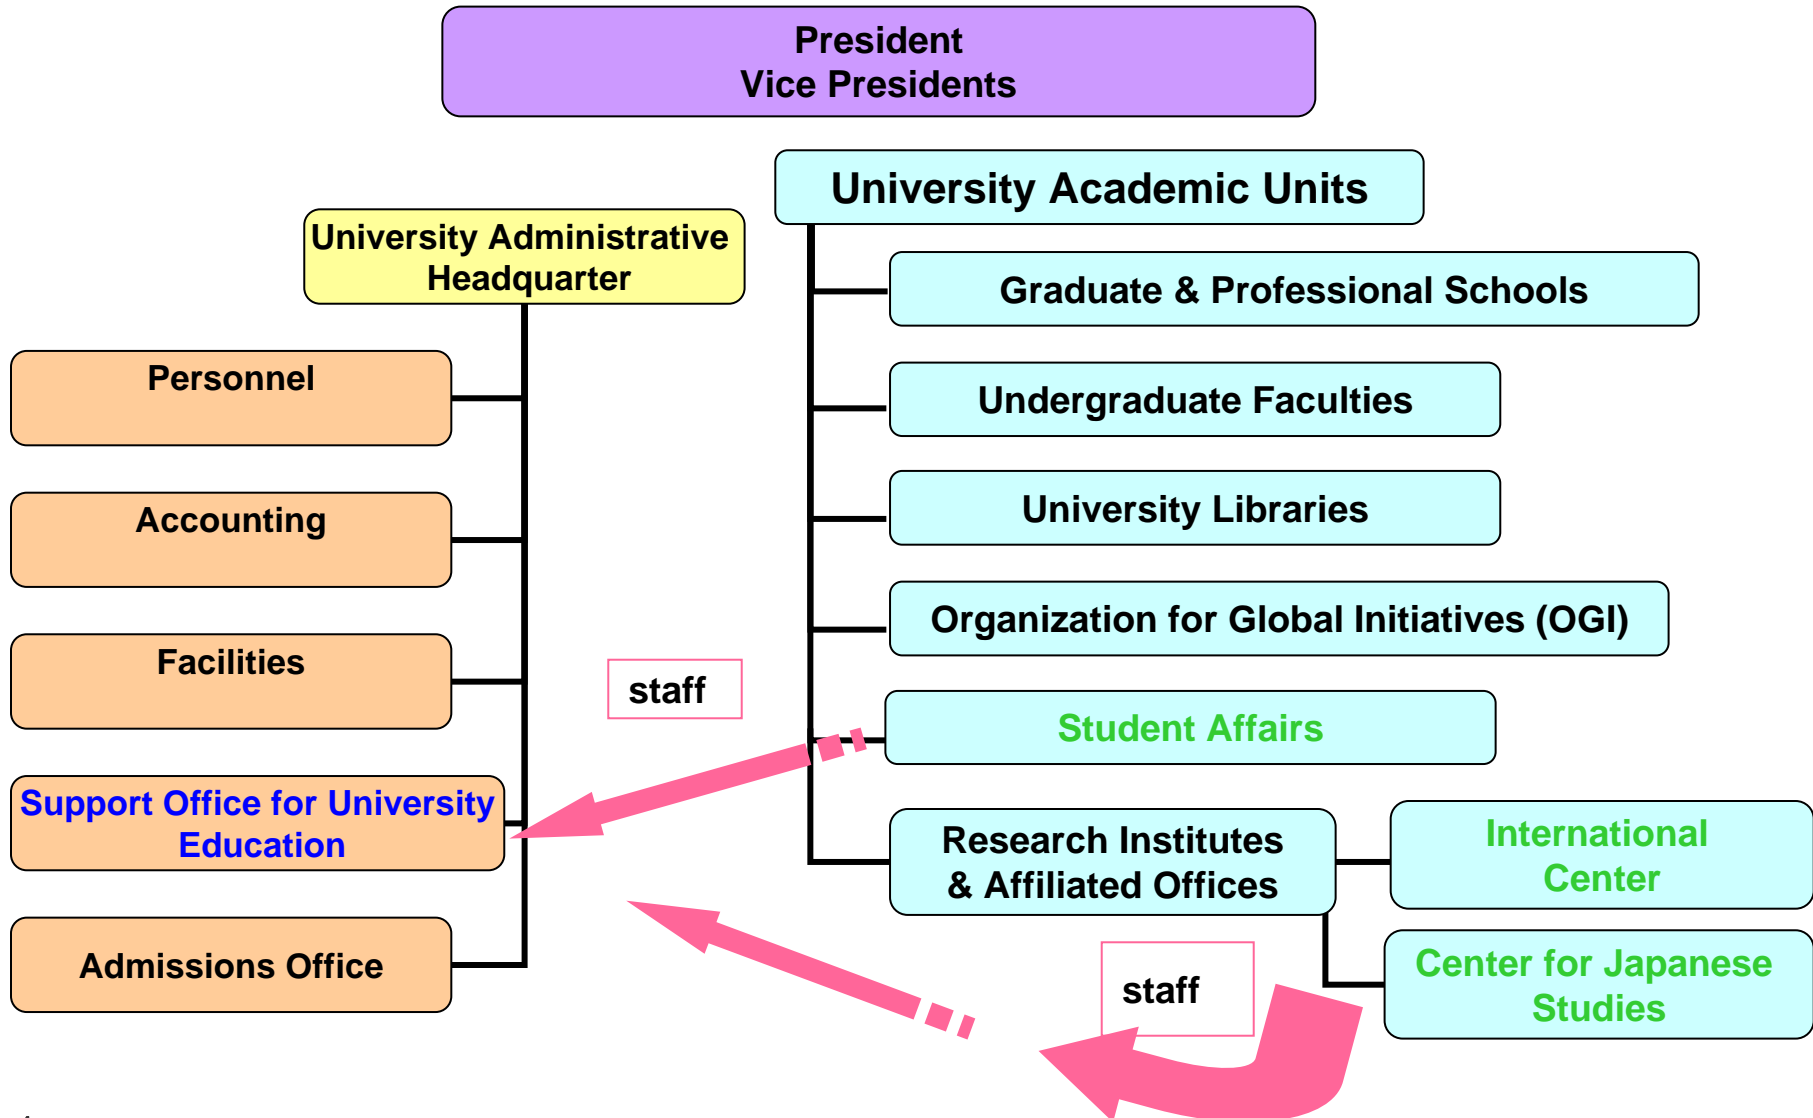 President
Vice Presidents
University Academic Units
University Administrative
Headquarter
Graduate & Professional Schools
Personnel
Undergraduate Faculties
Accounting
University Libraries
Organization for Global Initiatives (OGI)
Facilities
staff
Student Affairs
Support Office for University
Education
Research Institutes
& Affiliated Offices
International
Center
Admissions Office
staff
Center for Japanese
Studies